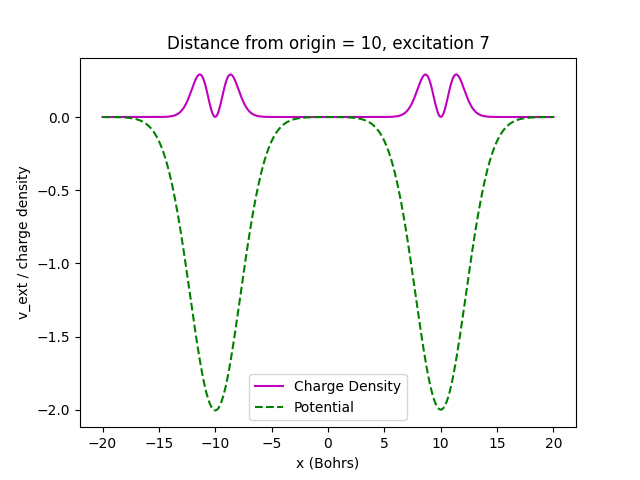 Distance from origin = 10, excitation 7
v_ext / charge density
0.0
−0.5
−1.0
−1.5
−2.0
Charge Density
Potential
−20 −15 −10 −5 0 5 10 15 20
x (Bohrs)